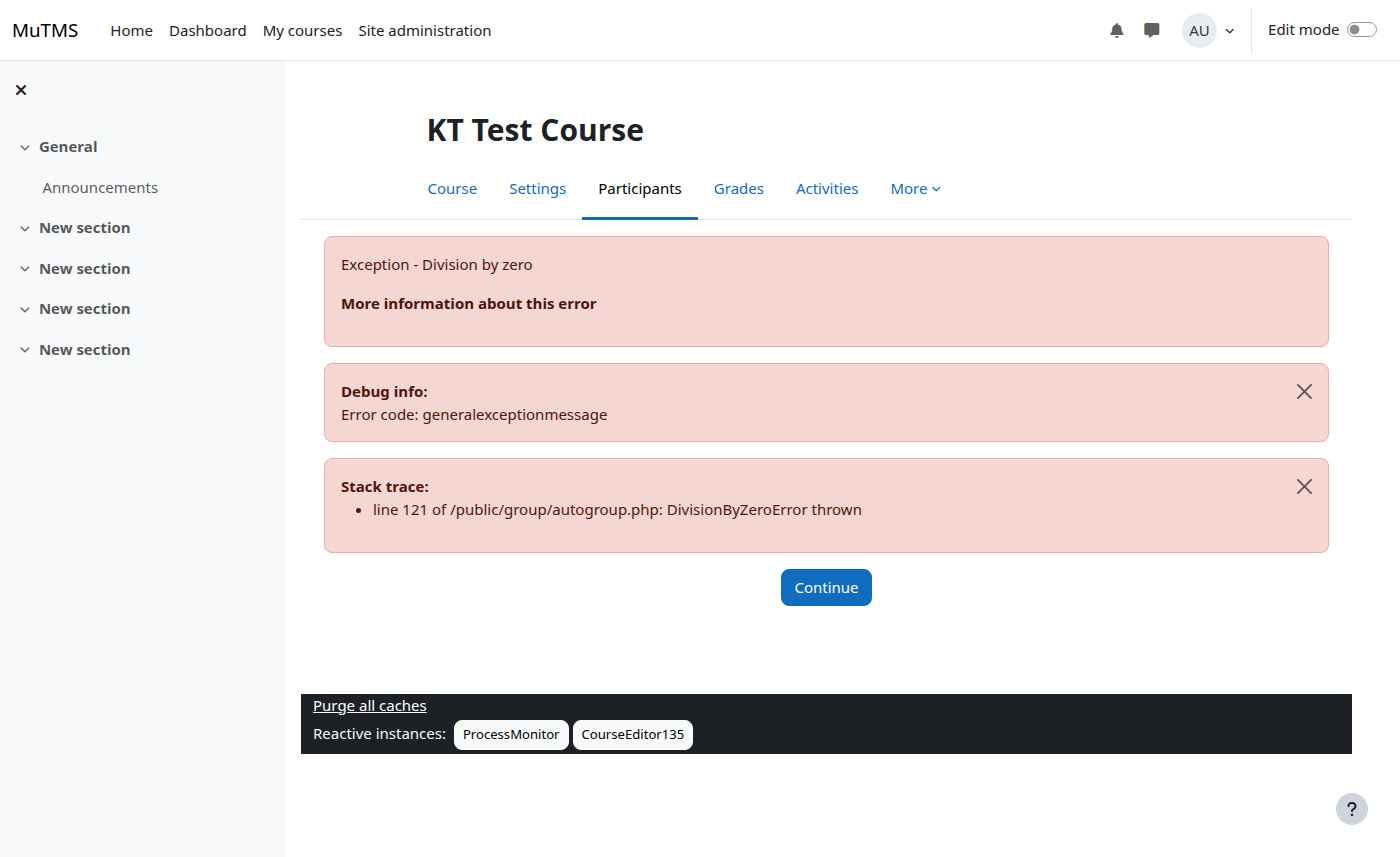 MuTMS Home Dashboard My courses Site administration AU Edit mode
General
Announcements
New section
New section
New section
New section
KT Test Course
Course Settings Participants Grades Activities More
Exception - Division by zero
More information about this error
Debug info:
Error code: generalexceptionmessage
Stack trace:
• line 121 of /public/group/autogroup.php: DivisionByZeroError thrown
Continue
Purge all caches
Reactive instances: ProcessMonitor CourseEditor135
?